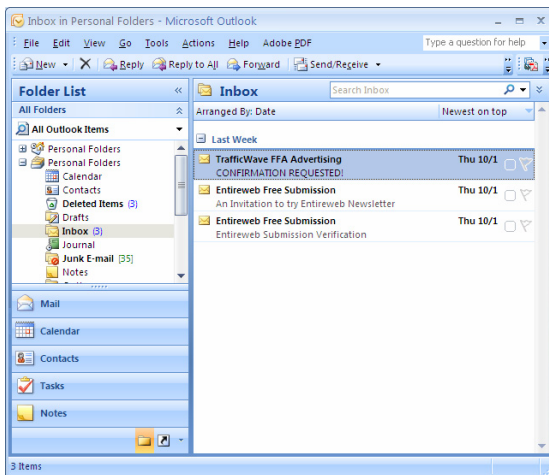 Inbox in Personal Folders - Microsoft Outlook
File Edit View Go Tools Actions Help Adobe PDF Type a question for help
New Reply Reply to All Forward Send/Receive
Folder List «
All Folders
All Outlook Items
Personal Folders
Personal Folders
Calendar
Contacts
Deleted Items (3)
Drafts
Inbox (3)
Journal
Junk E-mail [35]
Notes
Mail
Calendar
Contacts
Tasks
Notes
Inbox Search Inbox
Arranged By: Date Newest on top
Last Week
TrafficWave FFA Advertising Thu 10/1
CONFIRMATION REQUESTED!
Entireweb Free Submission Thu 10/1
An Invitation to try Entireweb Newsletter
Entireweb Free Submission Thu 10/1
Entireweb Submission Verification
3 Items